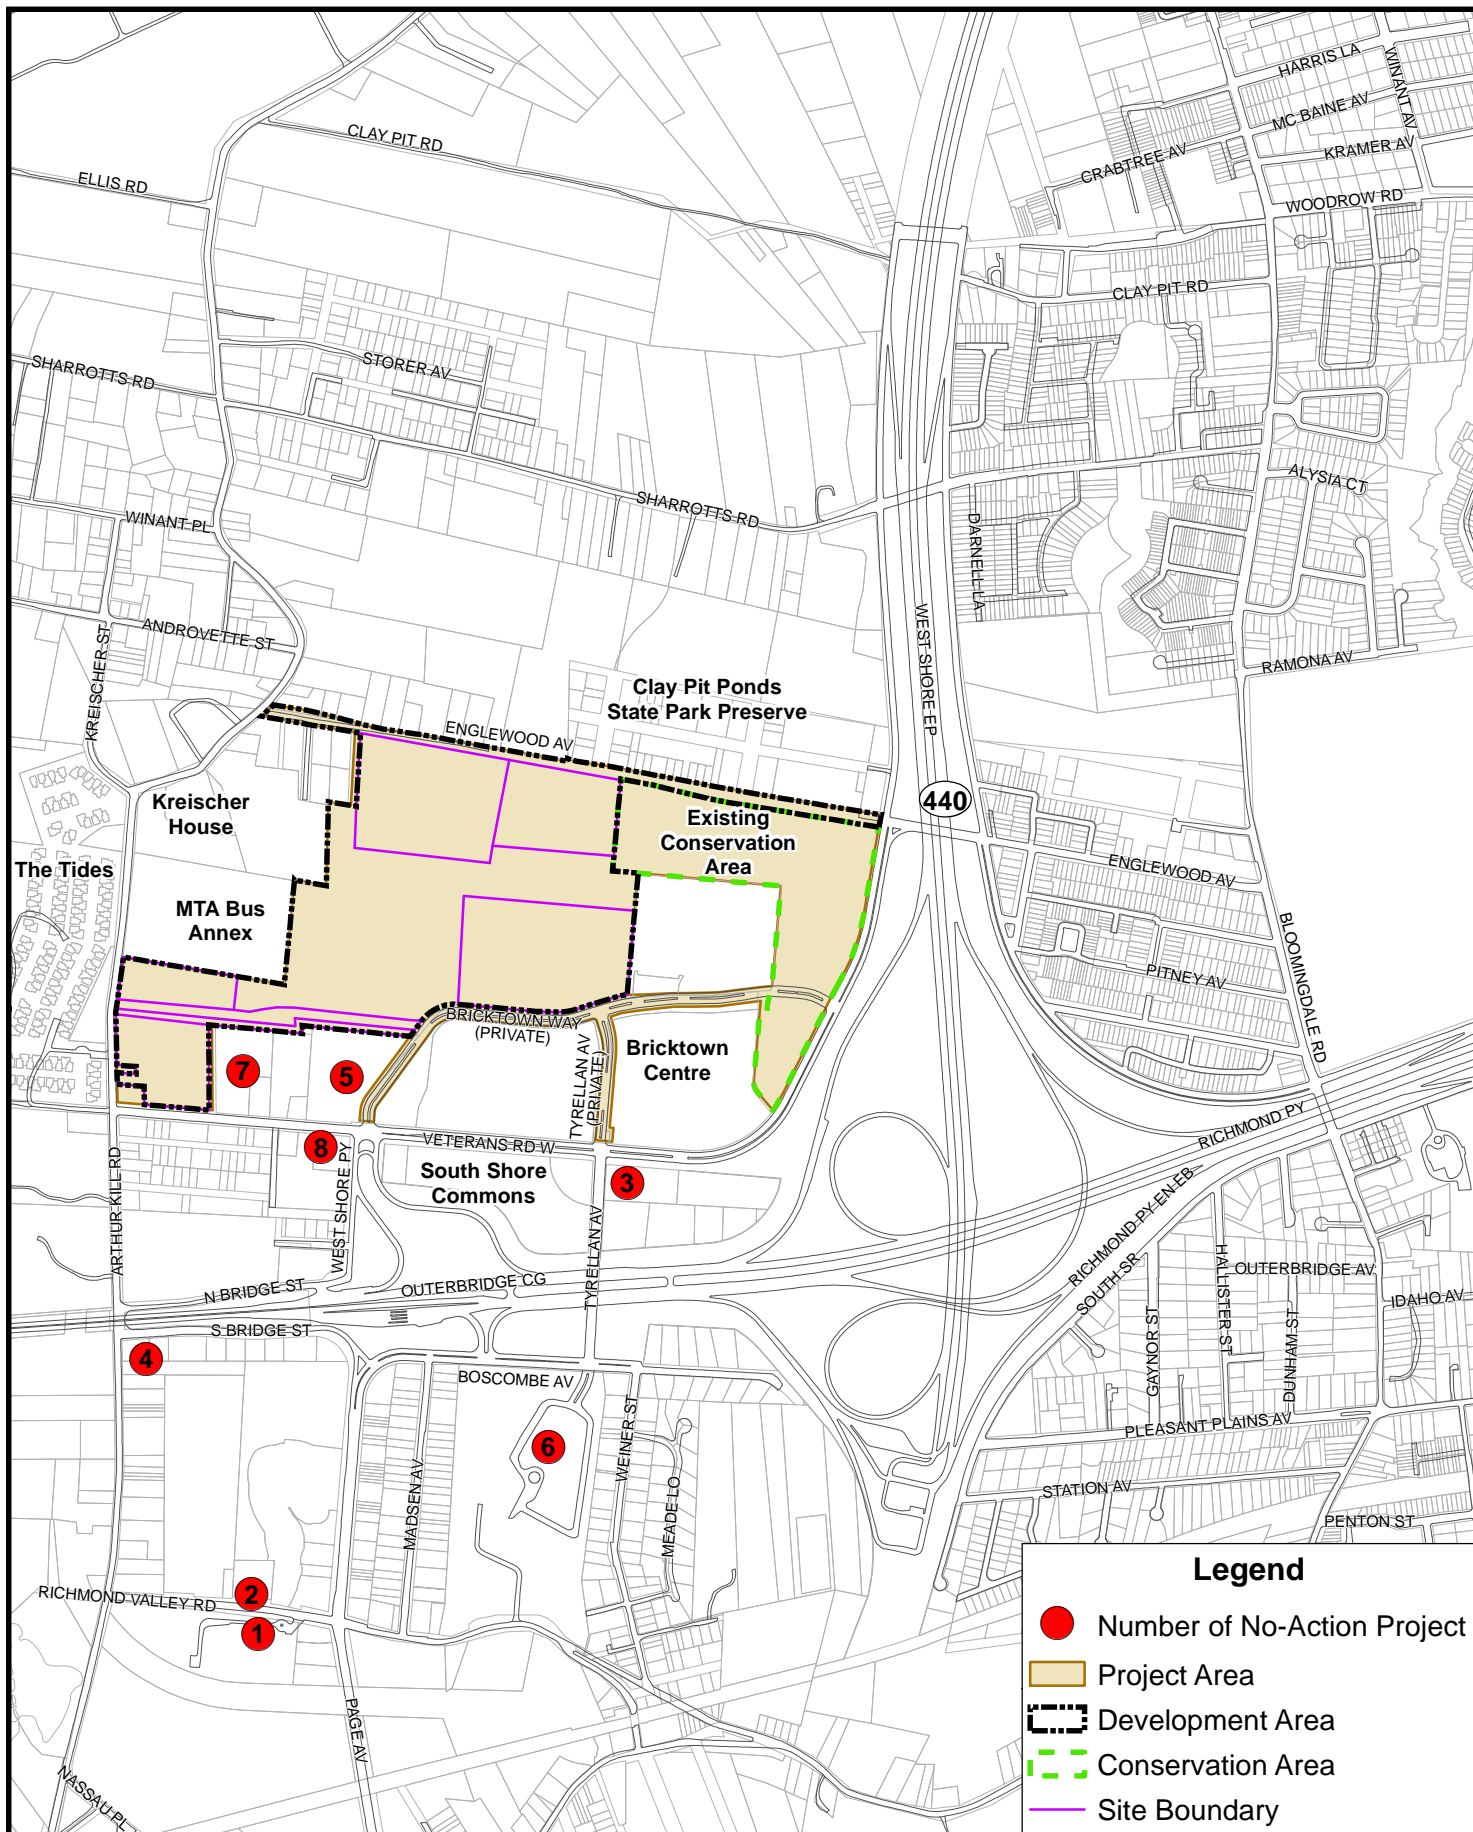 HARRIS LA
WINANT AV
MC BAINE AV
CLAY PIT RD
KRAMER AV
CRABTREE AV
ELLIS RD
WOODROW RD
CLAY PIT RD
STORER AV
SHARROTTS RD
ALYSIA CT
SHARROTTS RD
WINANT PL
DARNELL LA
ANDROVETTE ST
KREISCHER ST
WEST SHORE EP
RAMONA AV
Clay Pit Ponds
State Park Preserve
ENGLEWOOD AV
440
Kreischer
House
Existing
Conservation
Area
The Tides
ENGLEWOOD AV
MTA Bus
Annex
BLOOMINGDALE RD
PITNEY AV
BRICKTOWN WAY
(PRIVATE)
TYRELLAN AV
(PRIVATE)
Bricktown
Centre
7
5
8
VETERANS RD W
RICHMOND PY
South Shore
Commons
3
ARTHUR KILL RD
WEST SHORE PY
TYRELLAN AV
RICHMOND PY EN EB
SOUTH SR
HALLISTER ST
OUTERBRIDGE AV
N BRIDGE ST
OUTERBRIDGE CG
IDAHO AV
S BRIDGE ST
GAYNOR ST
DUNHAM ST
4
BOSCOMBE AV
PLEASANT PLAINS AV
6
WEINER ST
MADSEN AV
MEADE LO
STATION AV
PENTON ST
RICHMOND VALLEY RD
2
1
PAGE AV
NASSAU PL
Legend
Number of No-Action Project
Project Area
Development Area
Conservation Area
Site Boundary